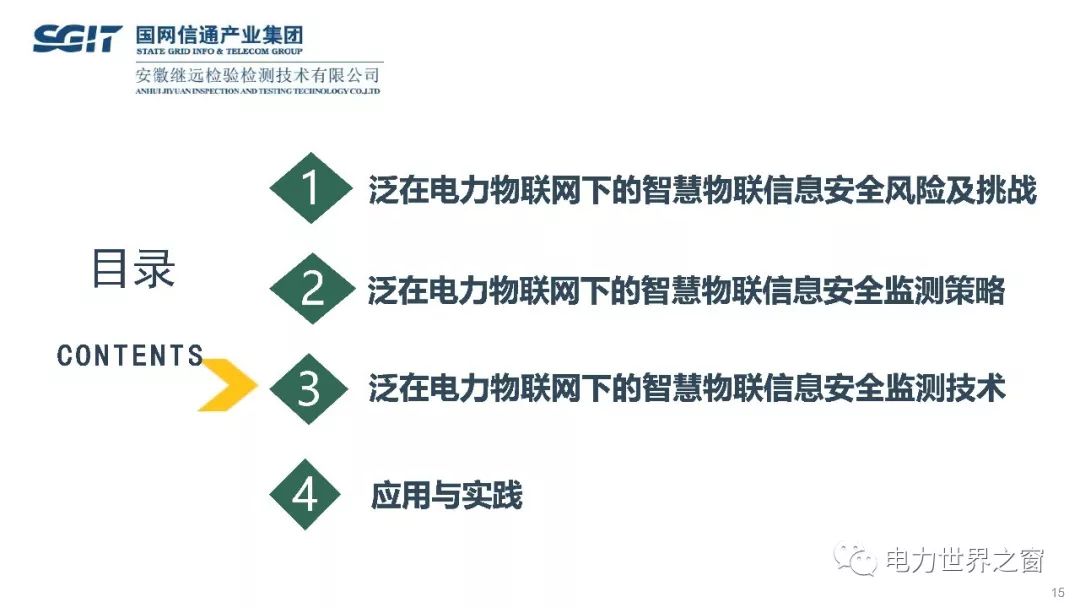 SGIT 国网信通产业集团
STATE GRID INFO & TELECOM GROUP
安徽继远检验检测技术有限公司
ANHUI JIYUAN INSPECTION AND TESTING TECHNOLOGY CO.,LTD
目录
CONTENTS
1 泛在电力物联网下的智慧物联信息安全风险及挑战
2 泛在电力物联网下的智慧物联信息安全监测策略
3 泛在电力物联网下的智慧物联信息安全监测技术
4 应用与实践
电力世界之窗
15